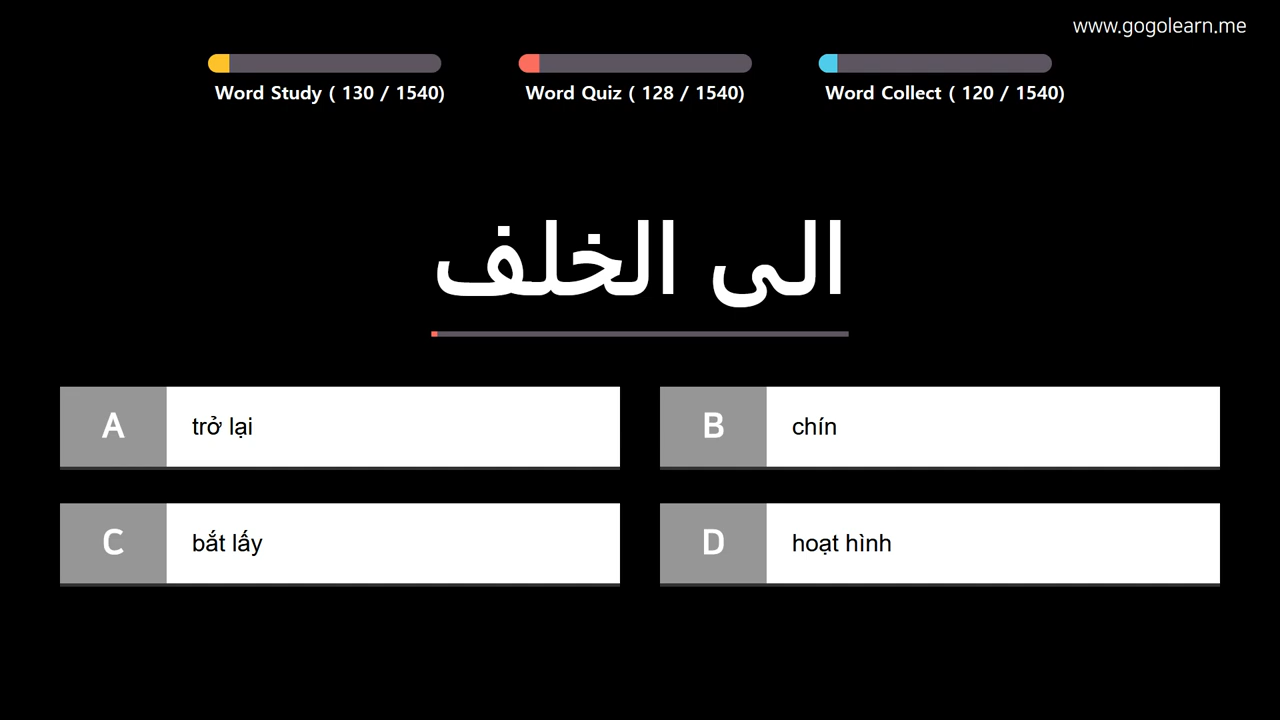 www.gogolearn.me
Word Study ( 130 / 1540)
Word Quiz ( 128 / 1540)
Word Collect ( 120 / 1540)
الى الخلف
A trở lại
B chín
C bắt lấy
D hoạt hình